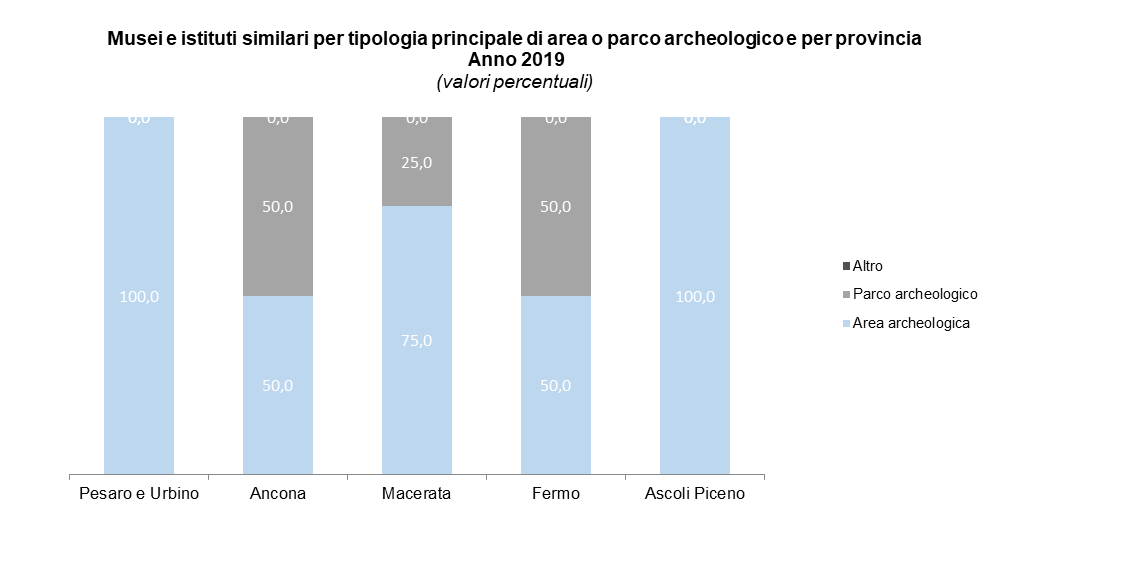 Musei e istituti similari per tipologia principale di area o parco archeologico e per provincia
Anno 2019
(valori percentuali)
0,0 0,0 0,0 0,0 0,0
25,0
50,0 50,0
100,0 100,0
75,0
50,0 50,0
Altro
Parco archeologico
Area archeologica
Pesaro e Urbino Ancona Macerata Fermo Ascoli Piceno